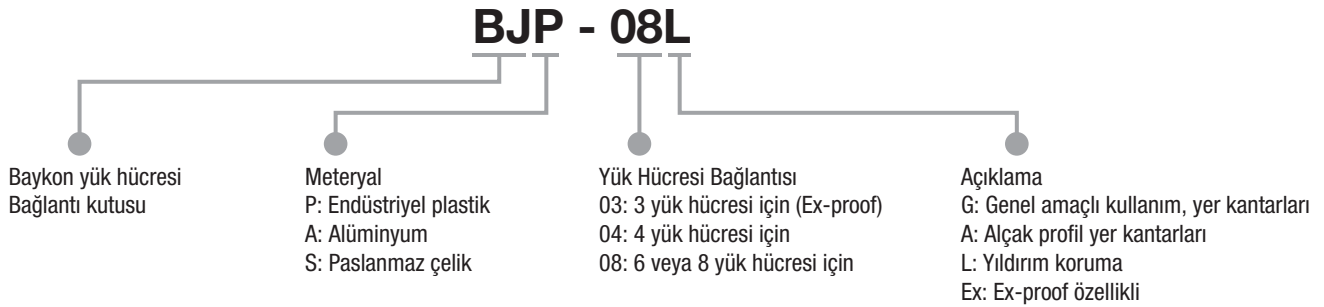 BJP - 08L
Baykon yük hücresi
Bağlantı kutusu
Meteryal
P: Endüstriyel plastik
A: Alüminyum
S: Paslanmaz çelik
Yük Hücresi Bağlantısı
03: 3 yük hücresi için (Ex-proof)
04: 4 yük hücresi için
08: 6 veya 8 yük hücresi için
Açıklama
G: Genel amaçlı kullanım, yer kantarları
A: Alçak profil yer kantarları
L: Yıldırım koruma
Ex: Ex-proof özellikli